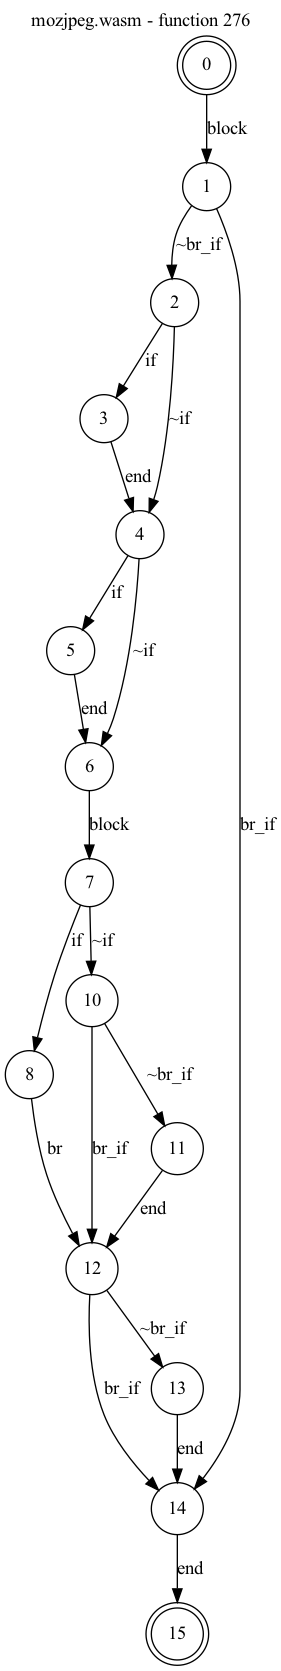 mozjpeg.wasm - function 276
0
block
1
~br_if
2
if
~if
3
end
4
if
~if
5
end
6
block
br_if
7
if
~if
10
8
~br_if
br
br_if
11
end
12
~br_if
br_if
13
end
14
end
15